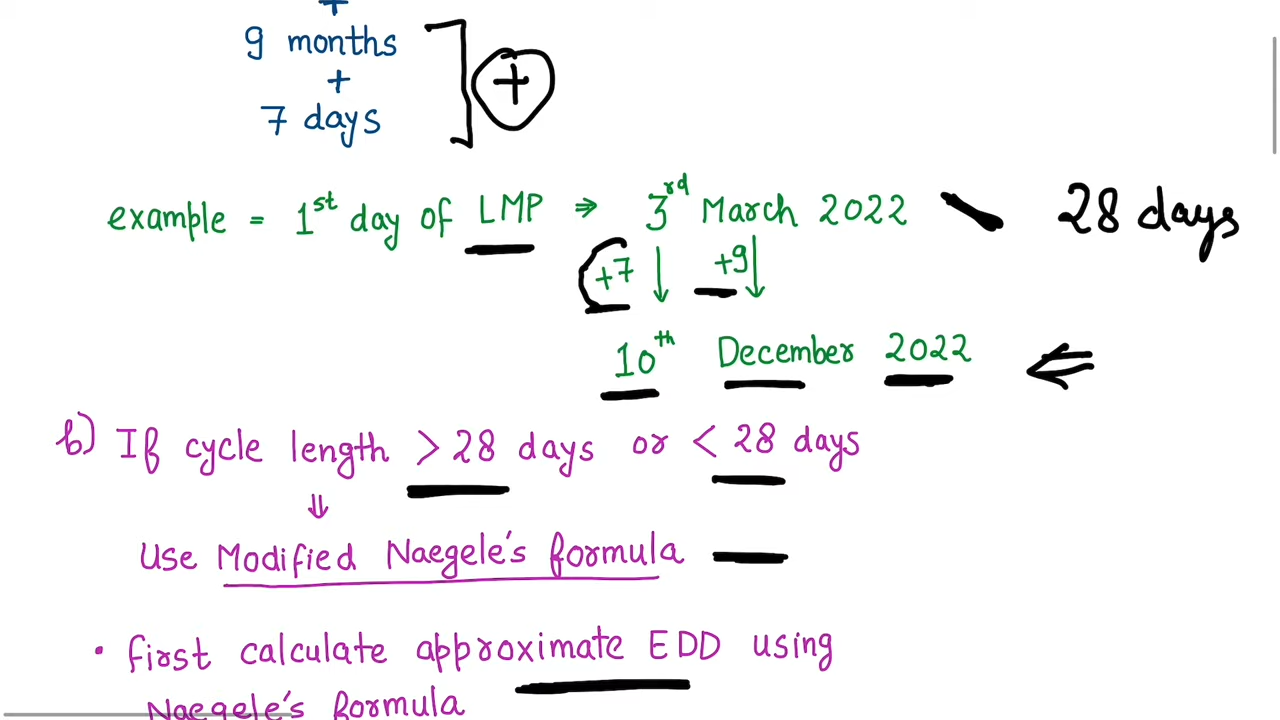 +
9 months
+
7 days
+
example = 1st day of LMP ⇒ 3rd March 2022 28 days
+7 ↓ +9 ↓
10th December 2022 ⇐
b) If cycle length > 28 days or < 28 days
⇓
Use Modified Naegele's formula
• first calculate approximate EDD using
Naegele's formula